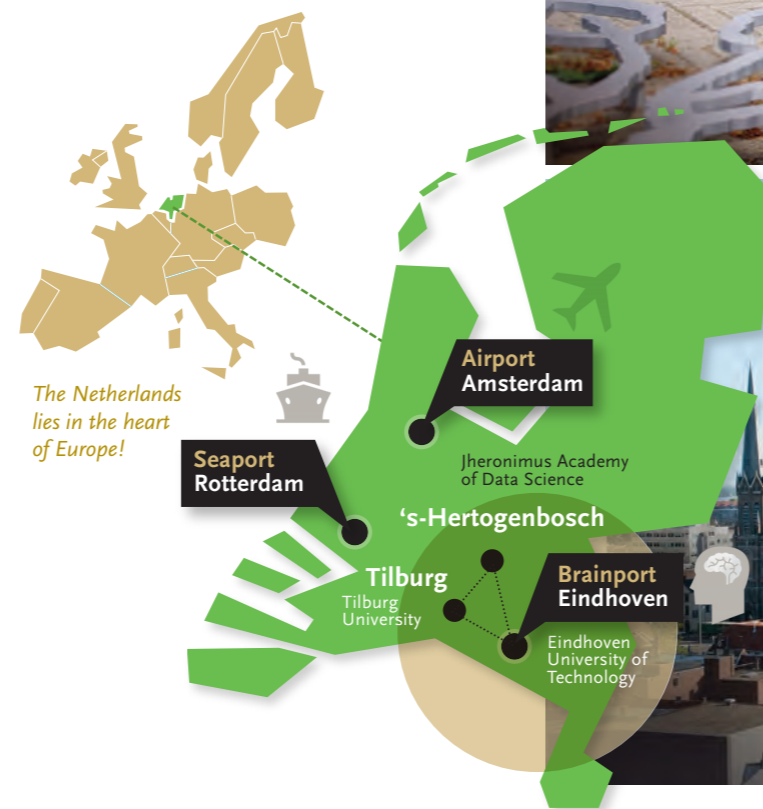 The Netherlands
lies in the heart
of Europe!
Airport
Amsterdam
Seaport
Rotterdam
Jheronimus Academy
of Data Science
‘s-Hertogenbosch
Tilburg
Tilburg
University
Brainport
Eindhoven
Eindhoven
University of
Technology